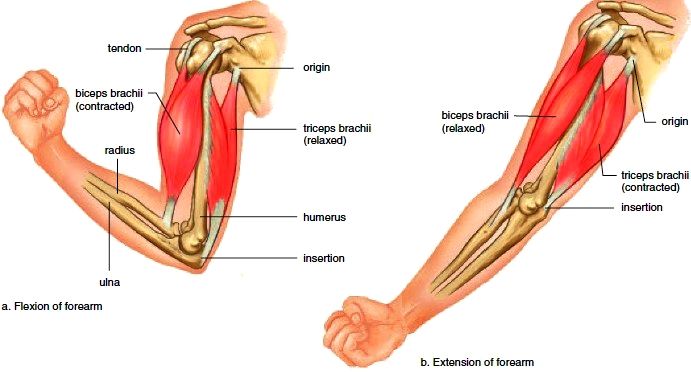 tendon
origin
biceps brachii
(contracted)
triceps brachii
(relaxed)
radius
humerus
insertion
ulna
a. Flexion of forearm
biceps brachii
(relaxed)
origin
triceps brachii
(contracted)
insertion
b. Extension of forearm